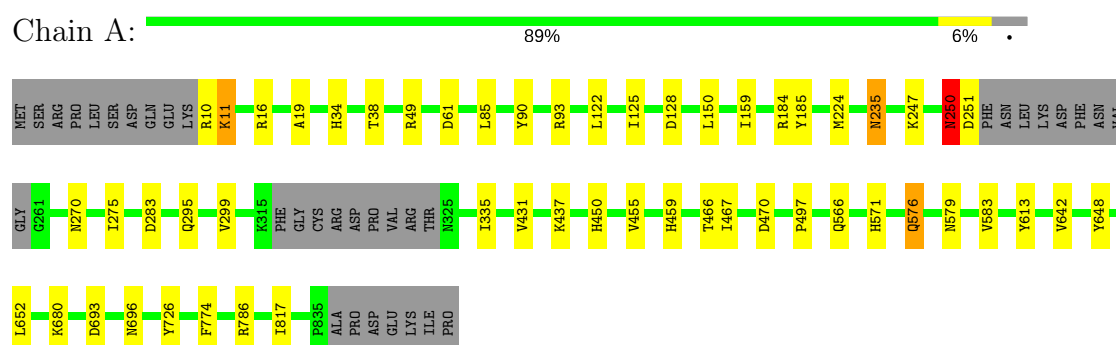 Chain A:
89% 6% •
MET SER ARG PRO LEU SER ASP GLN GLU LYS R10 K11 R16 A19 H34 T38 R49 D61 L85 Y90 R93 L122 I125 D128 L150 I159 R184 Y185 M224 N235 K247 N250 D251 PHE ASN LEU LYS ASP PHE ASN VAL
GLY G261 N270 I275 D283 Q295 V299 K315 PHE GLY CYS ARG ASP PRO VAL ARG THR N325 I335 V431 K437 H450 V455 H459 T466 I467 D470 P497 Q566 H571 Q576 N579 V583 Y613 V642 Y648
L652 K680 D693 N696 Y726 F774 R786 I817 P835 ALA PRO ASP GLU LYS ILE PRO